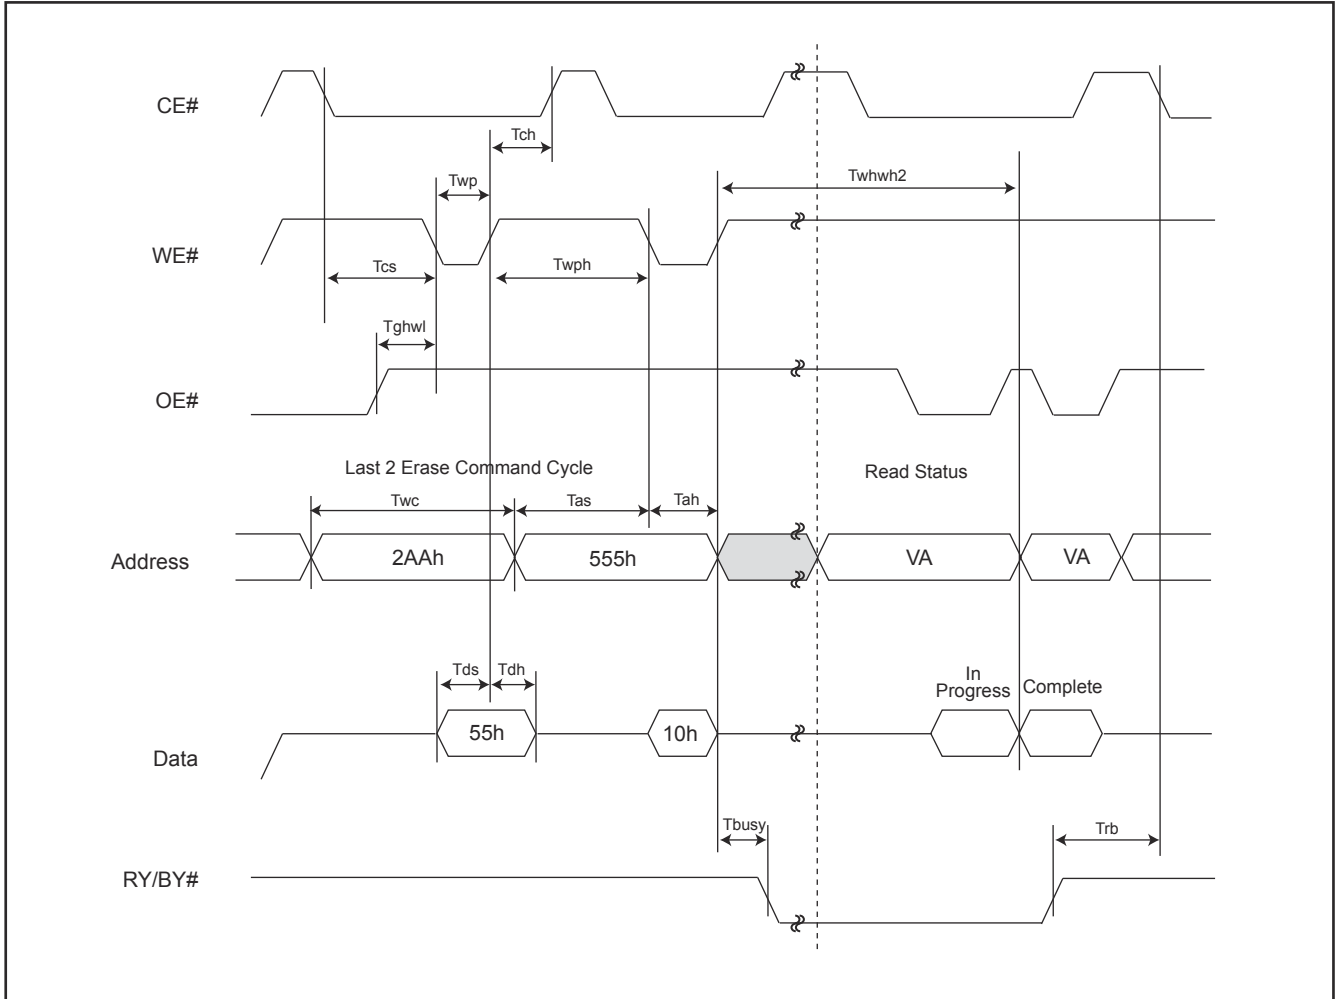 CE#
Tch
Twp
Twhwh2
WE#
Tcs
Twph
Tghwl
OE#
Last 2 Erase Command Cycle
Read Status
Twc
Tas
Tah
Address
2AAh
555h
VA
VA
Tds
Tdh
In
Progress
Complete
Data
55h
10h
Tbusy
Trb
RY/BY#